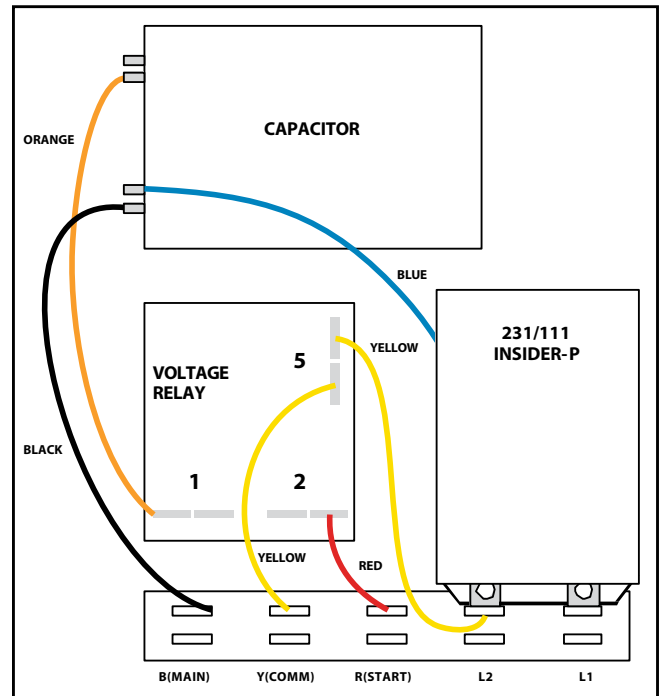 CAPACITOR
ORANGE
BLUE
231/111
INSIDER-P
YELLOW
5
VOLTAGE
RELAY
BLACK
1
2
YELLOW
RED
B(MAIN)
Y(COMM)
R(START)
L2
L1